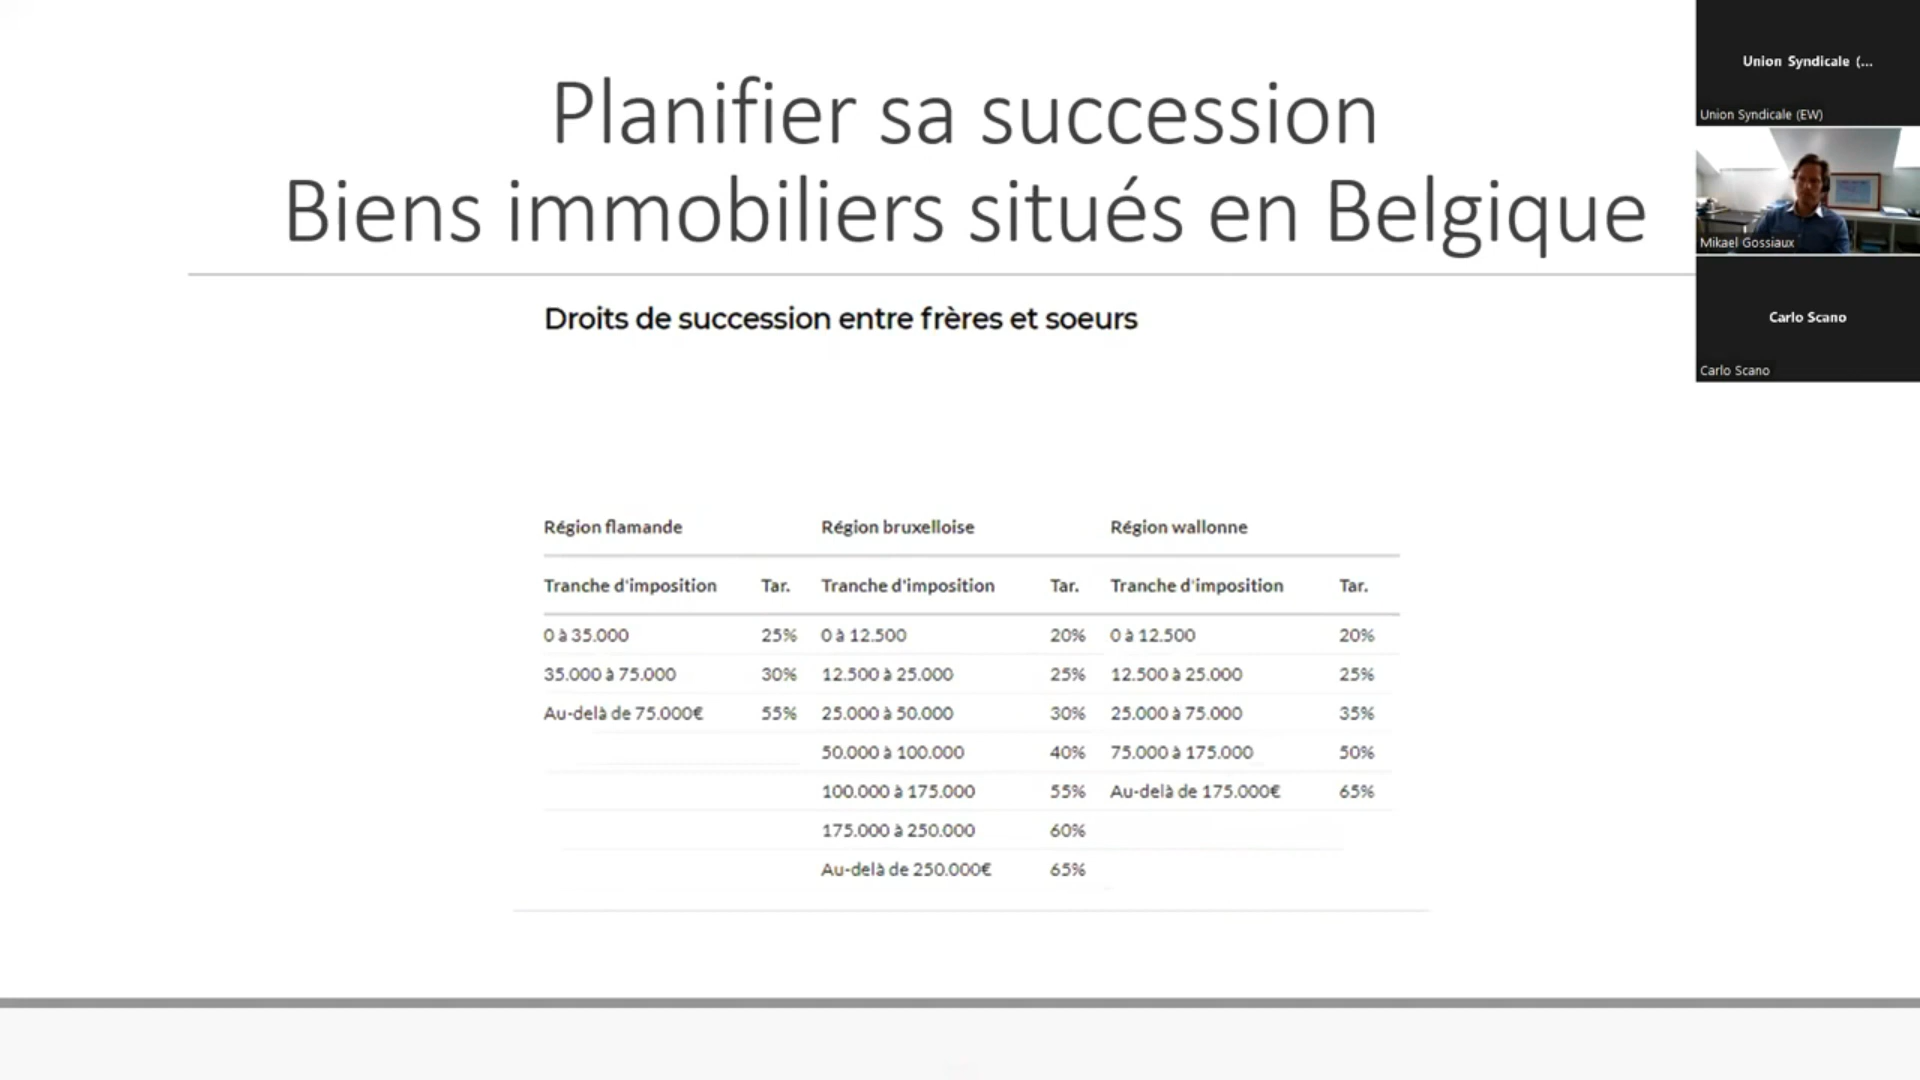 Planifier sa succession
Biens immobiliers situés en Belgique
Droits de succession entre frères et soeurs
Région flamande Région bruxelloise Région wallonne
Tranche d'imposition Tar. Tranche d'imposition Tar. Tranche d'imposition Tar.
0 à 35.000 25% 0 à 12.500 20% 0 à 12.500 20%
35.000 à 75.000 30% 12.500 à 25.000 25% 12.500 à 25.000 25%
Au-delà de 75.000€ 55% 25.000 à 50.000 30% 25.000 à 75.000 35%
50.000 à 100.000 40% 75.000 à 175.000 50%
100.000 à 175.000 55% Au-delà de 175.000€ 65%
175.000 à 250.000 60%
Au-delà de 250.000€ 65%
Union Syndicale (...
Union Syndicale (EW)
Mikael Gossiaux
Carlo Scano
Carlo Scano